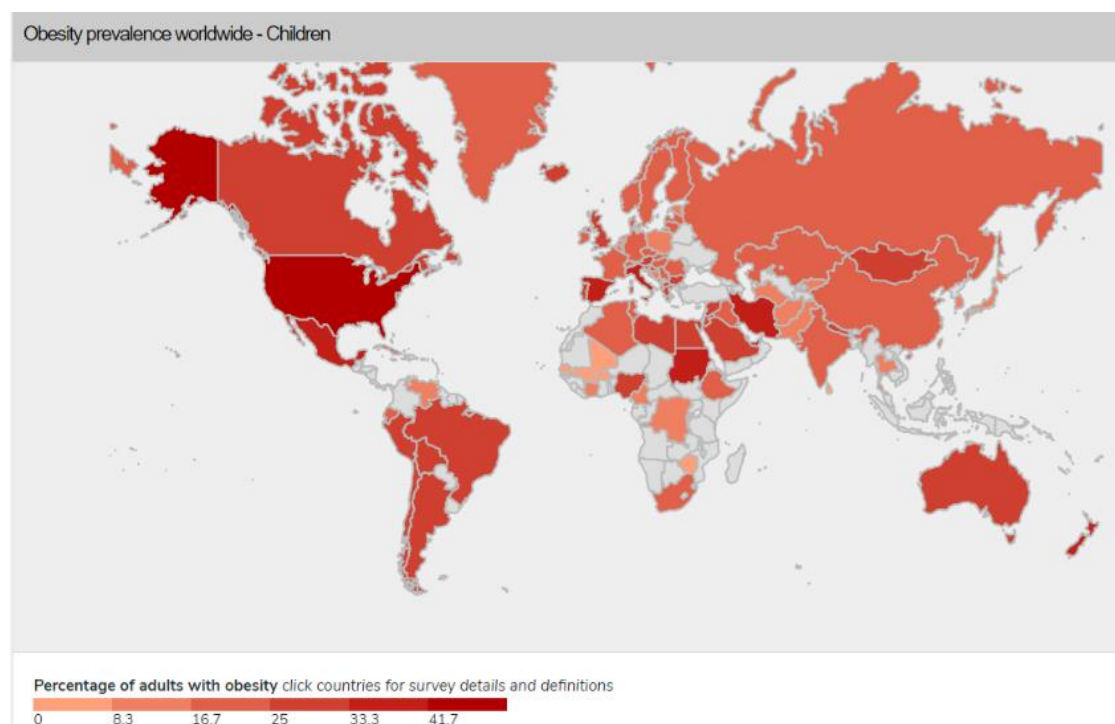 Obesity prevalence worldwide - Children
Percentage of adults with obesity click countries for survey details and definitions
0 8.3 16.7 25 33.3 41.7